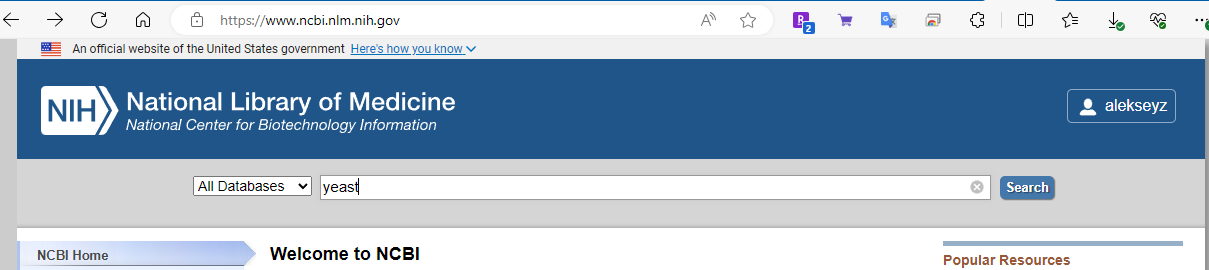 https://www.ncbi.nlm.nih.gov
2
An official website of the United States government Here's how you know
NIH National Library of Medicine
National Center for Biotechnology Information
alekseyz
All Databases yeast Search
NCBI Home
Welcome to NCBI
Popular Resources